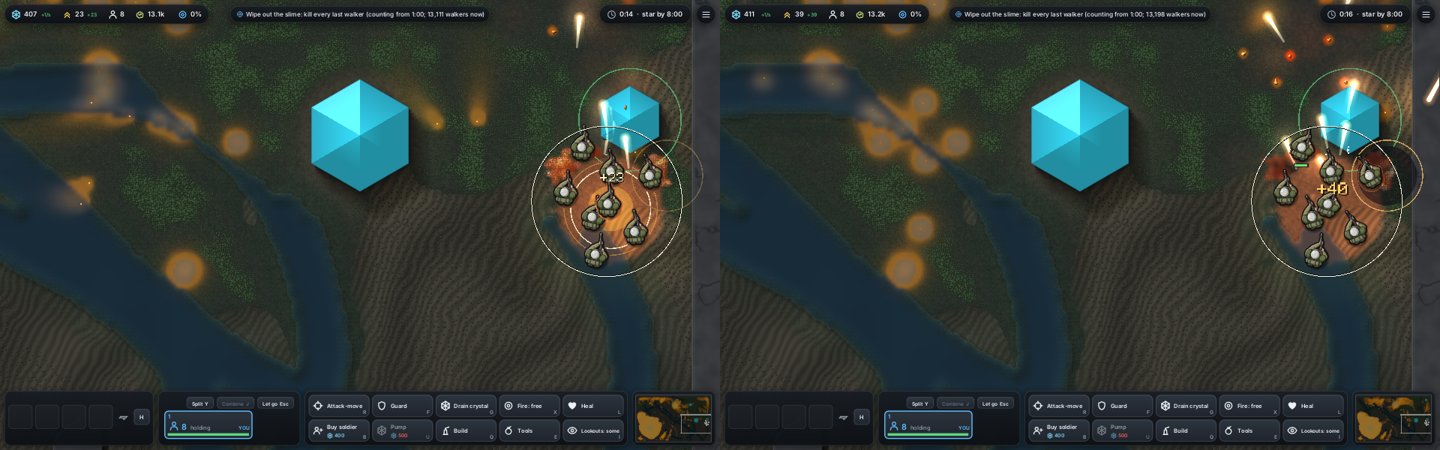 407 +1/s 23 +23 8 13.1k 0% Wipe out the slime: kill every last walker (counting from 1:00; 13,111 walkers now) 0:14 · star by 8:00
+23
Split Y Combine J Let go Esc
1
8 holding YOU
H
Attack-move R Guard F Drain crystal G Fire: free X Heal L
Buy soldier 400 B Pump 500 U Build Q Tools E Lookouts: some I
411 +1/s 39 +39 8 13.2k 0% Wipe out the slime: kill every last walker (counting from 1:00; 13,198 walkers now) 0:16 · star by 8:00
+40
Split Y Combine J Let go Esc
1
8 holding YOU
H
Attack-move R Guard F Drain crystal G Fire: free X Heal L
Buy soldier 400 B Pump 500 U Build Q Tools E Lookouts: some